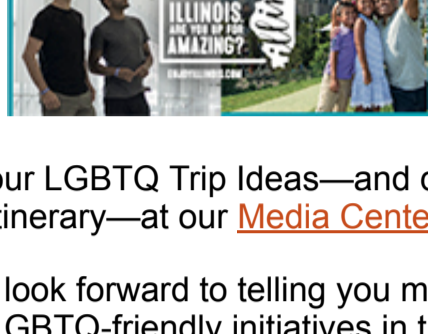 ILLINOIS.
ARE YOU UP FOR
AMAZING?
ENJOYILLINOIS.COM
our LGBTQ Trip Ideas—and
tinerary—at our Media Cente
look forward to telling you m
GBTQ-friendly initiatives in t